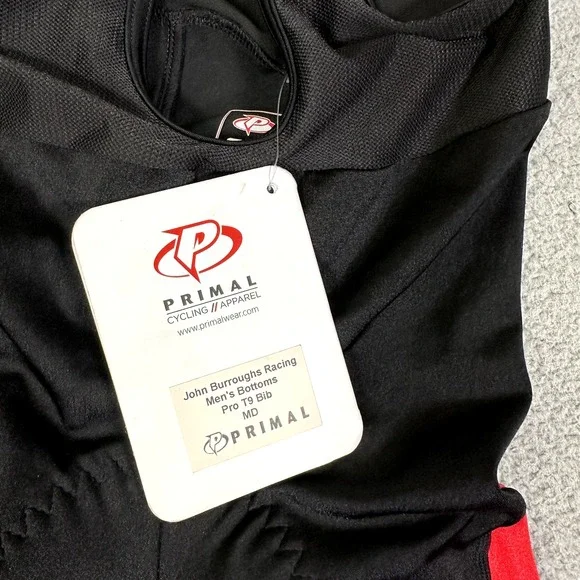 P
P
PRIMAL
CYCLING // APPAREL
www.primalwear.com
John Burroughs Racing
Men's Bottoms
Pro T9 Bib
MD
P PRIMAL